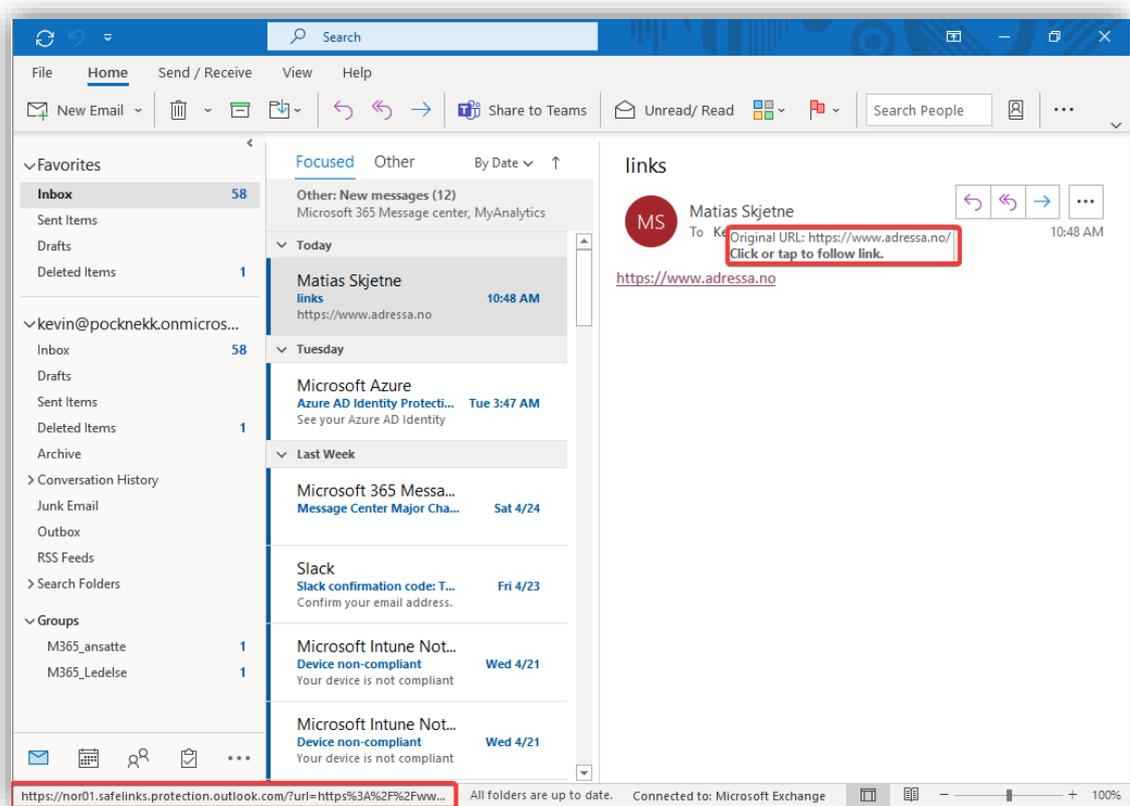 Search
File Home Send / Receive View Help
New Email Share to Teams Unread/ Read Search People
Favorites
Inbox 58
Sent Items
Drafts
Deleted Items 1
kevin@pocknekk.onmicros...
Inbox 58
Drafts
Sent Items
Deleted Items 1
Archive
Conversation History
Junk Email
Outbox
RSS Feeds
Search Folders
Groups
M365_ansatte 1
M365_Ledelse 1
Focused Other By Date
Other: New messages (12)
Microsoft 365 Message center, MyAnalytics
Today
Matias Skjetne
links 10:48 AM
https://www.adressa.no
Tuesday
Microsoft Azure
Azure AD Identity Protecti... Tue 3:47 AM
See your Azure AD Identity
Last Week
Microsoft 365 Messa...
Message Center Major Cha... Sat 4/24
Slack
Slack confirmation code: T... Fri 4/23
Confirm your email address.
Microsoft Intune Not...
Device non-compliant Wed 4/21
Your device is not compliant
Microsoft Intune Not...
Device non-compliant Wed 4/21
Your device is not compliant
links
MS
Matias Skjetne
To Ke
10:48 AM
Original URL: https://www.adressa.no/
Click or tap to follow link.
https://www.adressa.no
https://nor01.safelinks.protection.outlook.com/?url=https%3A%2F%2Fww... All folders are up to date. Connected to: Microsoft Exchange 100%